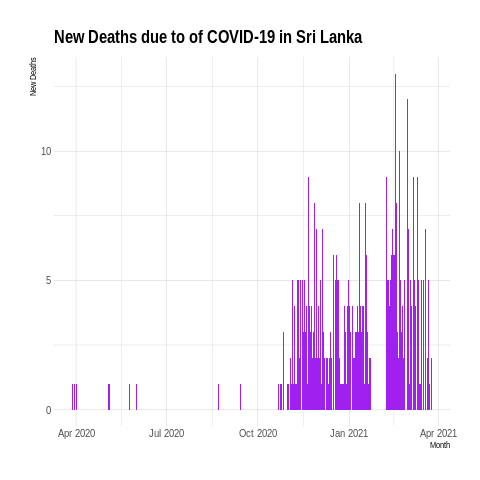 New Deaths due to of COVID-19 in Sri Lanka
New Deaths
10
5
0
Apr 2020 Jul 2020 Oct 2020 Jan 2021 Apr 2021
Month